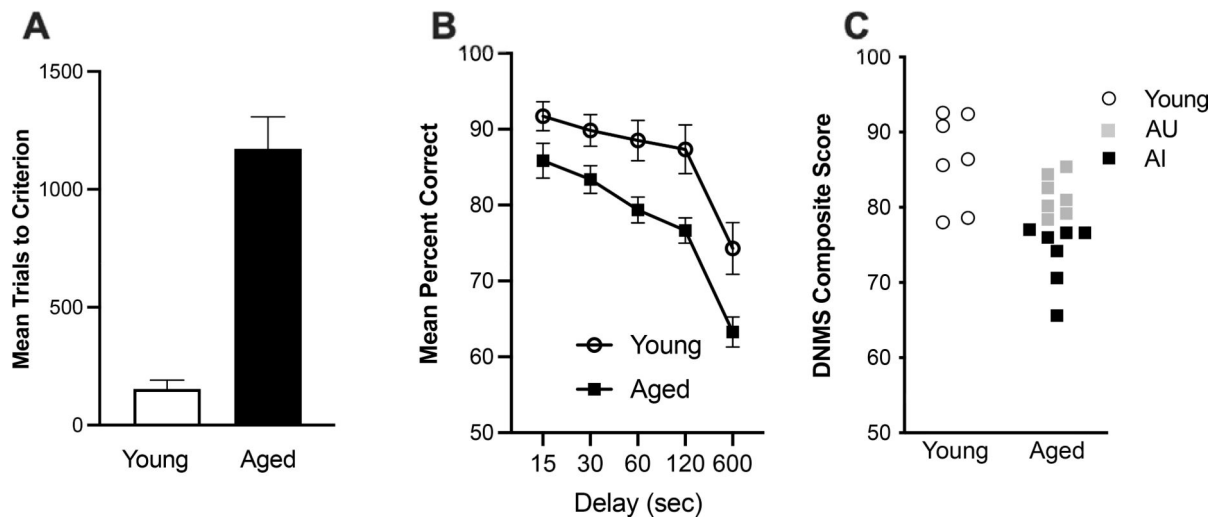 A
Mean Trials to Criterion
1500
1000
500
0
Young
Aged
B
Mean Percent Correct
100
90
80
70
60
50
Young
Aged
15 30 60 120 600
Delay (sec)
C
DNMS Composite Score
100
90
80
70
60
50
Young
AU
AI
Young
Aged